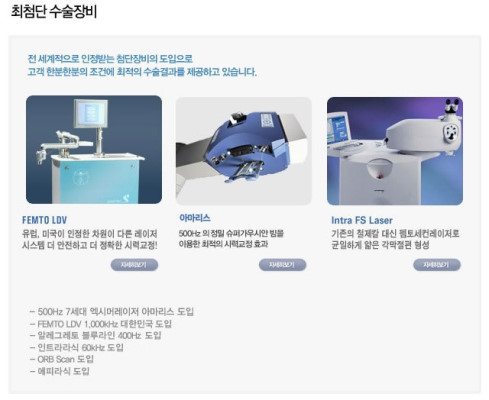 최첨단 수술장비
전 세계적으로 인정받는 첨단장비의 도입으로
고객 한분한분의 조건에 최적의 수술결과를 제공하고 있습니다.
FEMTO LDV
유럽, 미국이 인정한 차원이 다른 레이저
시스템 더 안전하고 더 정확한 시력교정!
자세히보기
아마리스
500Hz 의 정밀 슈퍼가우시안 빔을
이용한 최적의 시력교정 효과
자세히보기
Intra FS Laser
기존의 철제칼 대신 펨토세컨레이저로
균일하게 얇은 각막절편 형성
자세히보기
- 500Hz 7세대 엑시머레이저 아마리스 도입
- FEMTO LDV 1,000kHz 대한민국 도입
- 알레그레토 블루라인 400Hz 도입
- 인트라라식 60kHz 도입
- ORB Scan 도입
- 에피라식 도입